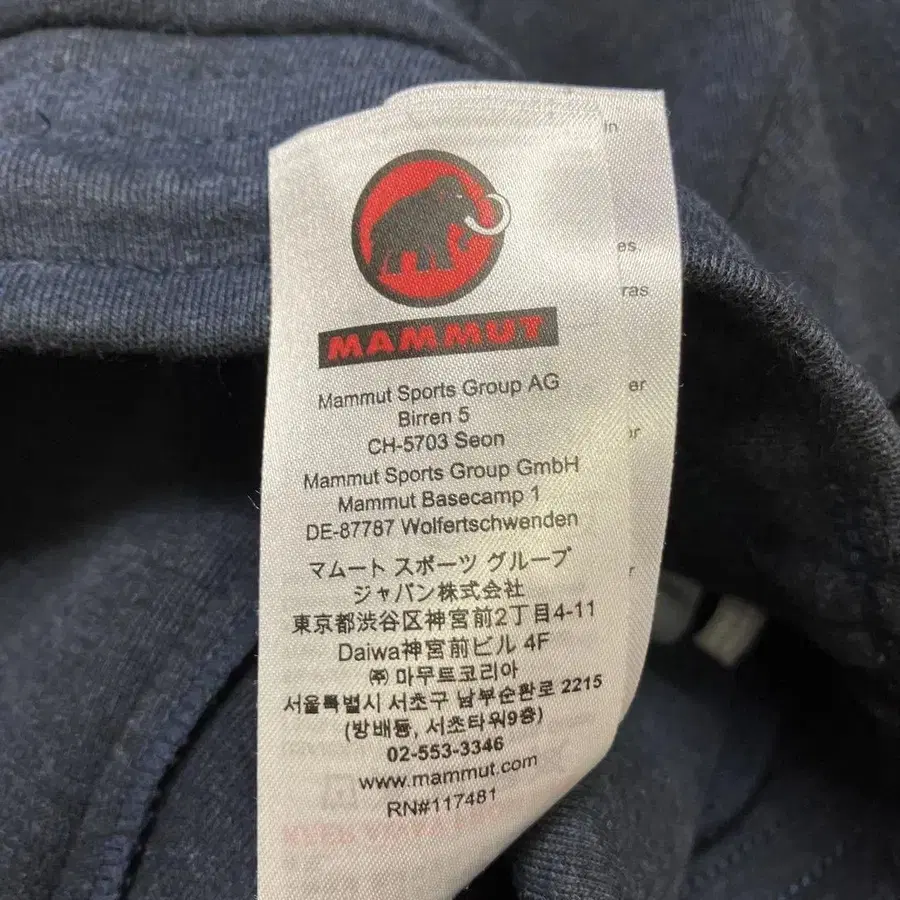 MAMMUT
Mammut Sports Group AG
Birren 5
CH-5703 Seon
Mammut Sports Group GmbH
Mammut Basecamp 1
DE-87787 Wolfertschwenden
マムート スポーツ グループ
ジャパン株式会社
東京都渋谷区神宮前2丁目4-11
Daiwa神宮前ビル 4F
㈜ 마무트코리아
서울특별시 서초구 남부순환로 2215
(방배동, 서초타워9층)
02-553-3346
www.mammut.com
RN#117481
in
es
ras
er